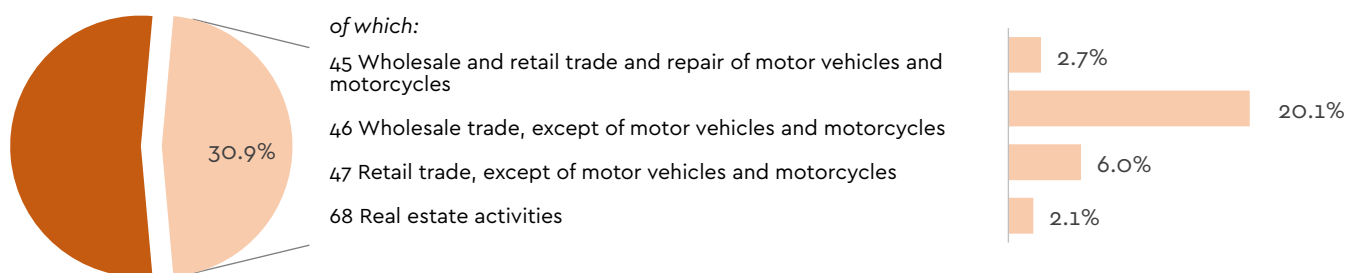 of which:
45 Wholesale and retail trade and repair of motor vehicles and
motorcycles
2.7%
46 Wholesale trade, except of motor vehicles and motorcycles
20.1%
30.9%
47 Retail trade, except of motor vehicles and motorcycles
6.0%
68 Real estate activities
2.1%